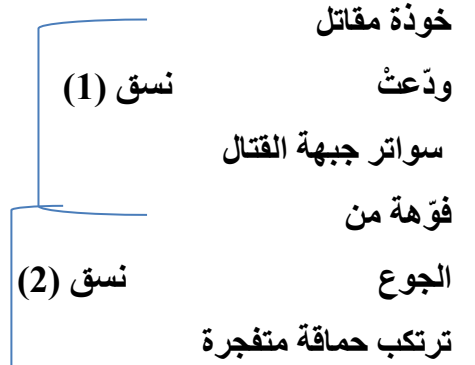 خوذة مقاتل
ودّعتْ نسق (1)
سواتر جبهة القتال
فوّهة من
الجوع نسق (2)
ترتكب حماقة متفجرة